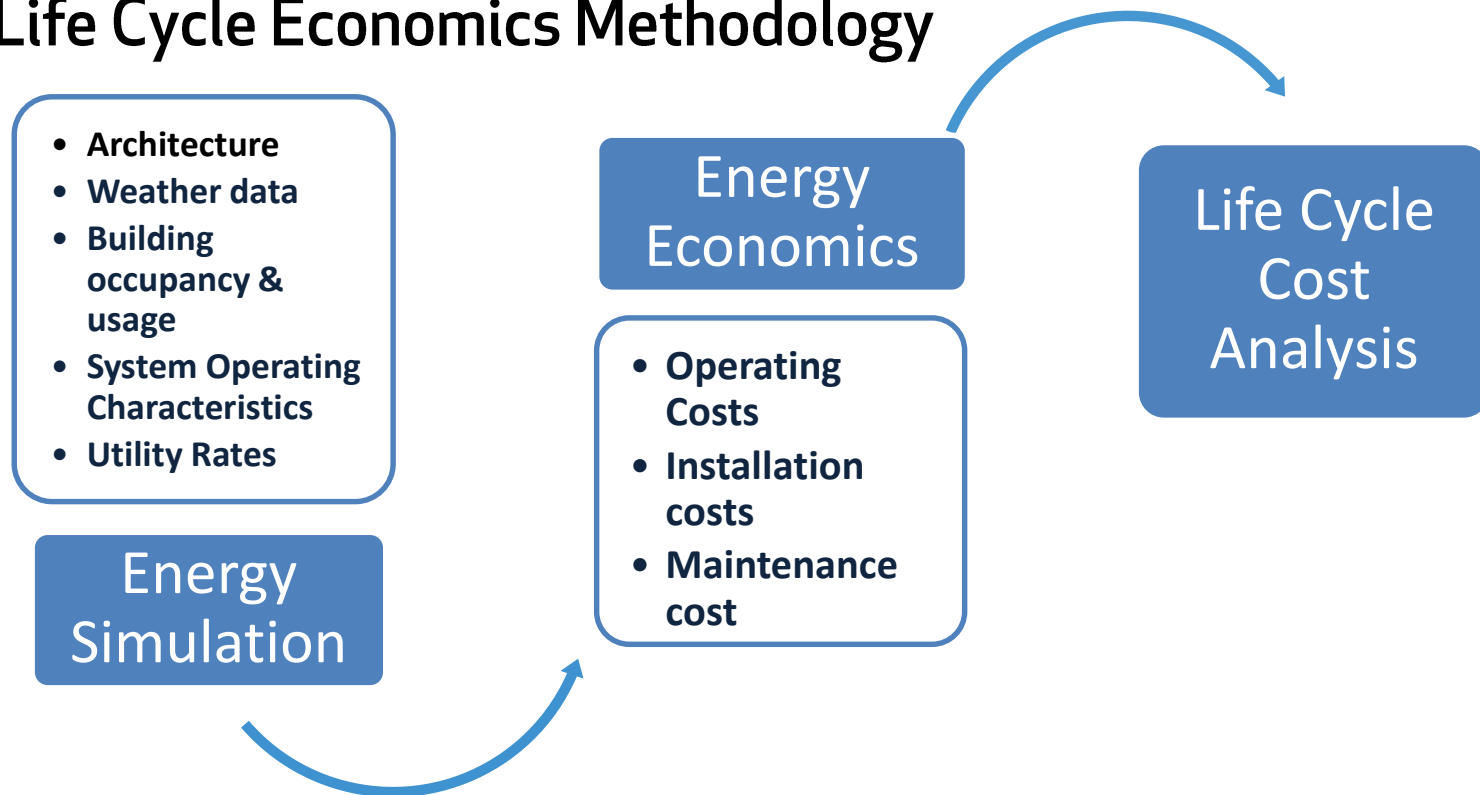 Life Cycle Economics Methodology
• Architecture
• Weather data
• Building
occupancy &
usage
• System Operating
Characteristics
• Utility Rates
Energy
Simulation
Energy
Economics
• Operating
Costs
• Installation
costs
• Maintenance
cost
Life Cycle
Cost
Analysis